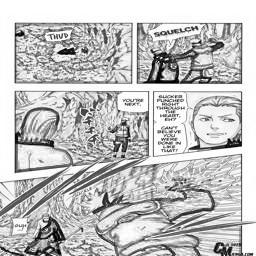 THUD
SQUELCH
YOU'RE
NEXT.
SUCKER
PUNCHED
RIGHT
THROUGH
THE
HEART,
EH?
CAN'T
BELIEVE
YOU
WERE
DONE IN
LIKE
THAT!